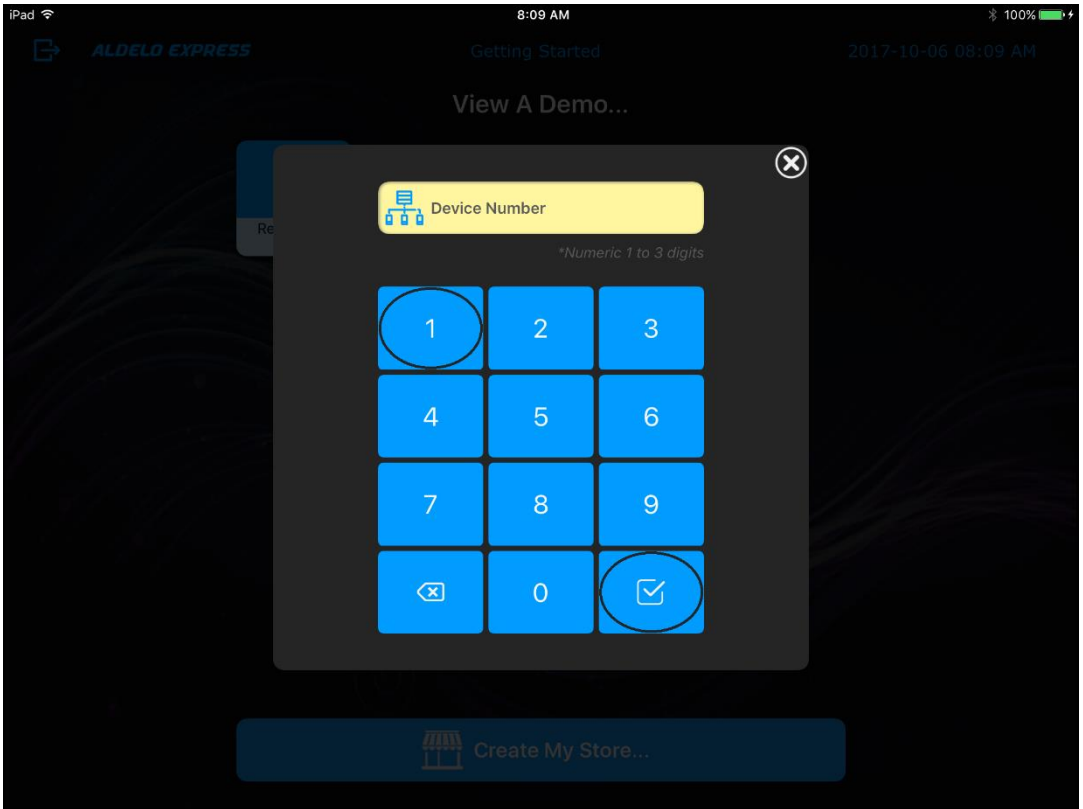 iPad 8:09 AM 100%
ALDELO EXPRESS Getting Started 2017-10-06 08:09 AM
View A Demo...
Device Number
Re
*Numeric 1 to 3 digits
1 2 3
4 5 6
7 8 9
0
Create My Store...